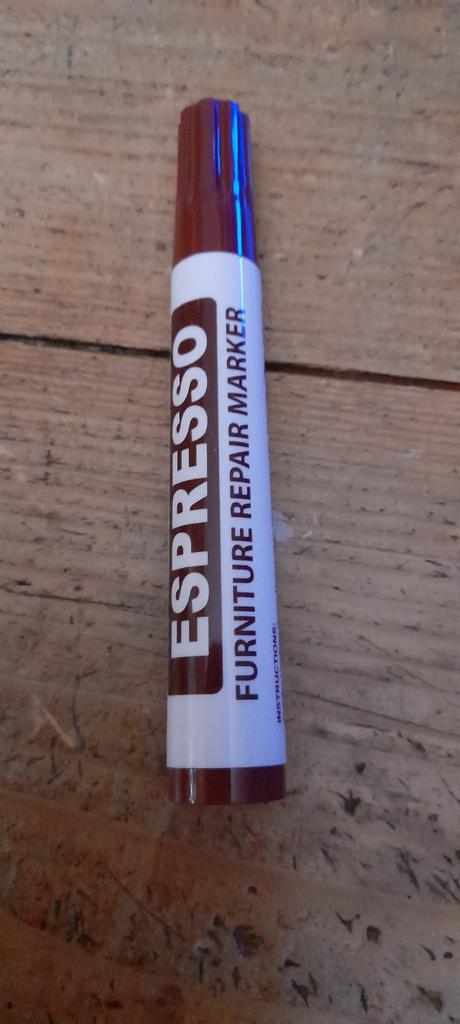 ESPRESSO
FURNITURE REPAIR MARKER
INSTRUCTIONS: